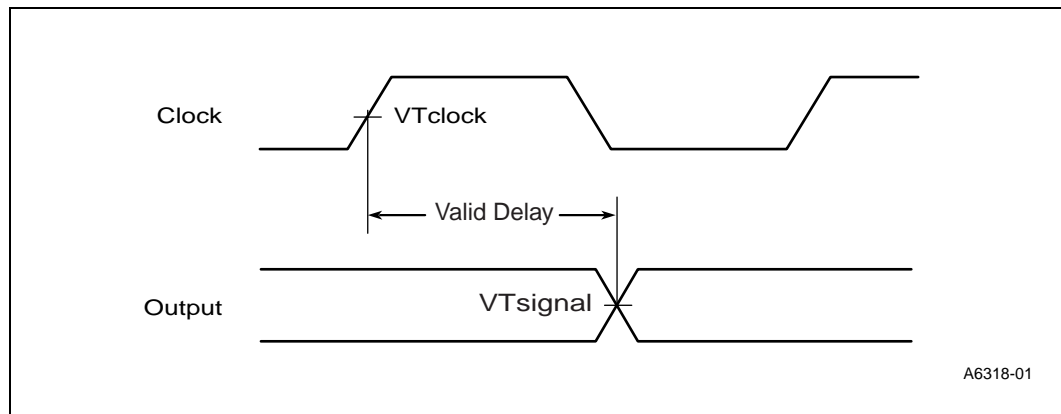 Clock
VTclock
Valid Delay
Output
VTsignal
A6318-01